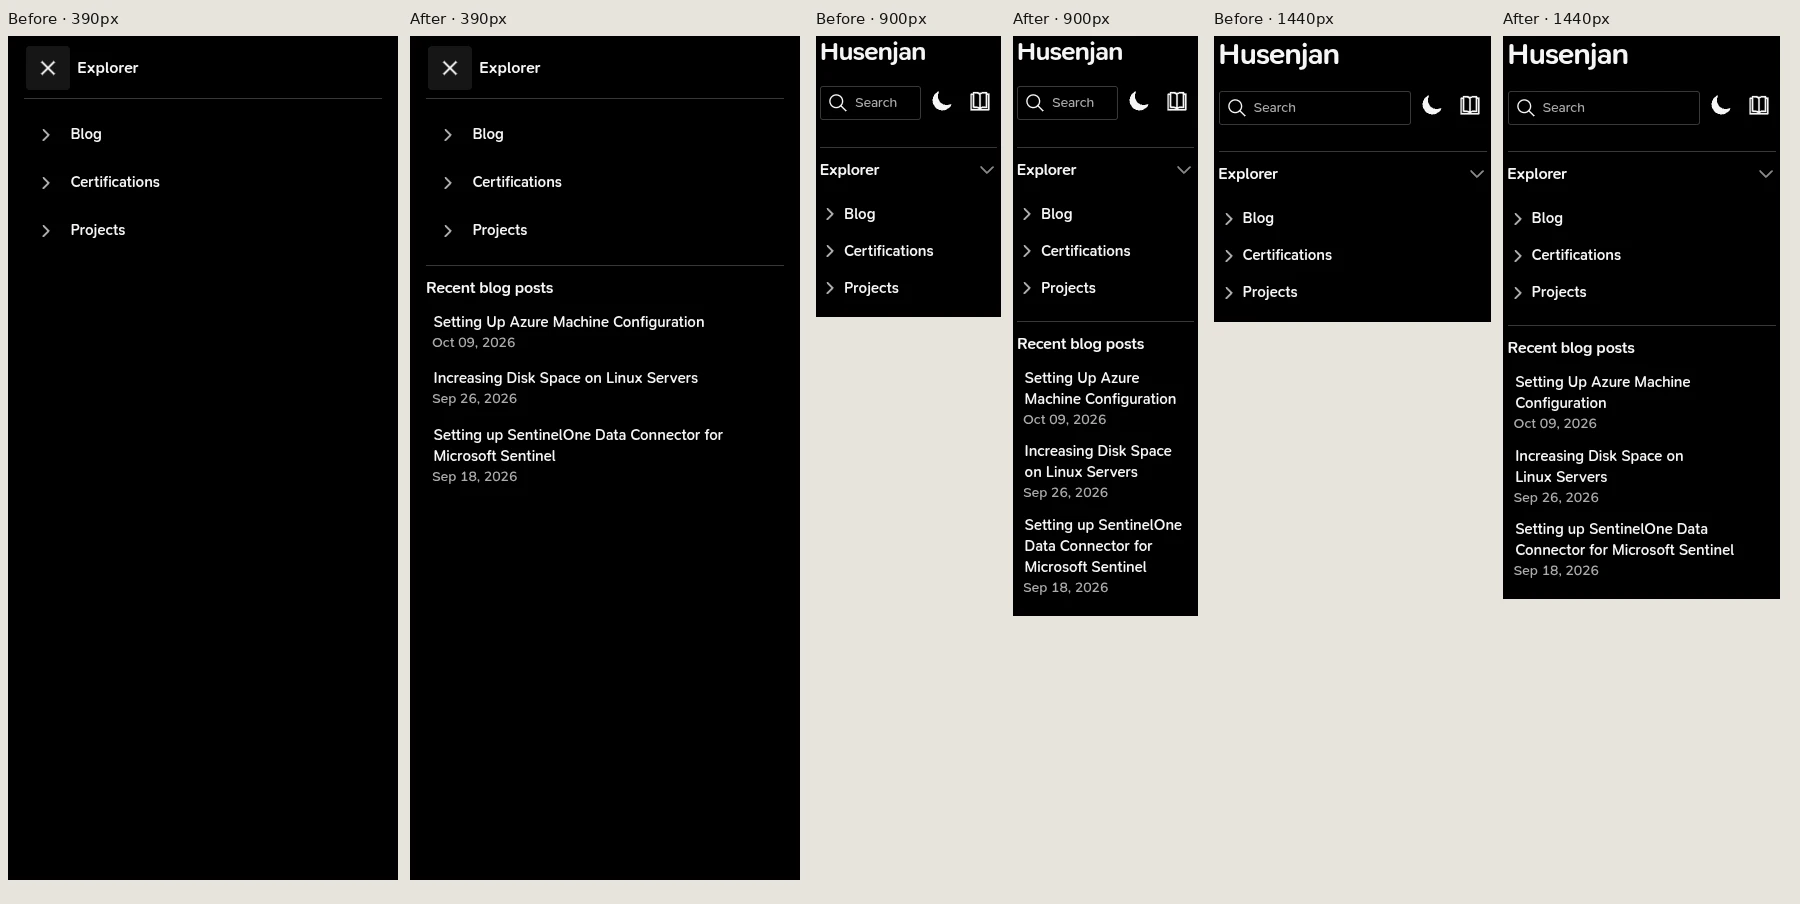 Before · 390px
Explorer
Blog
Certifications
Projects
After · 390px
Explorer
Blog
Certifications
Projects
Recent blog posts
Setting Up Azure Machine Configuration
Oct 09, 2026
Increasing Disk Space on Linux Servers
Sep 26, 2026
Setting up SentinelOne Data Connector for
Microsoft Sentinel
Sep 18, 2026
Before · 900px
Husenjan
Search
Explorer
Blog
Certifications
Projects
After · 900px
Husenjan
Search
Explorer
Blog
Certifications
Projects
Recent blog posts
Setting Up Azure
Machine Configuration
Oct 09, 2026
Increasing Disk Space
on Linux Servers
Sep 26, 2026
Setting up SentinelOne
Data Connector for
Microsoft Sentinel
Sep 18, 2026
Before · 1440px
Husenjan
Search
Explorer
Blog
Certifications
Projects
After · 1440px
Husenjan
Search
Explorer
Blog
Certifications
Projects
Recent blog posts
Setting Up Azure Machine
Configuration
Oct 09, 2026
Increasing Disk Space on
Linux Servers
Sep 26, 2026
Setting up SentinelOne Data
Connector for Microsoft Sentinel
Sep 18, 2026